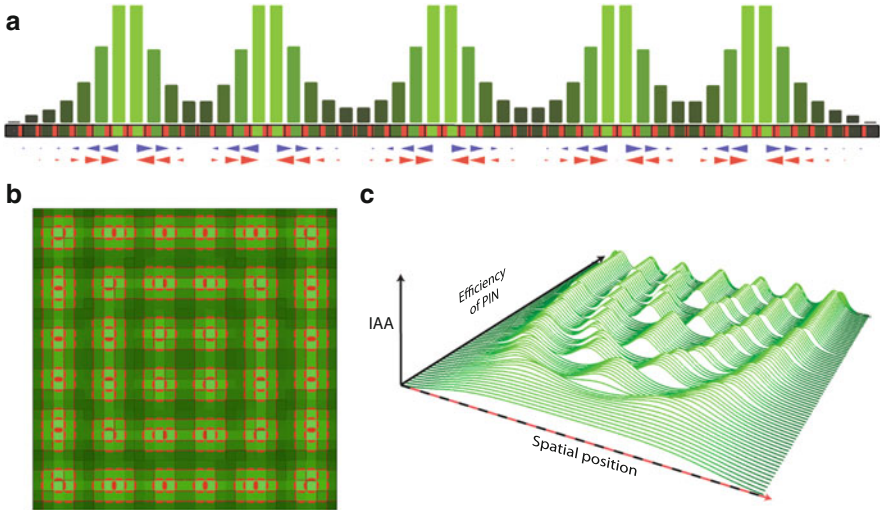 a
b
c
Efficiency
of PIN
IAA
Spatial position